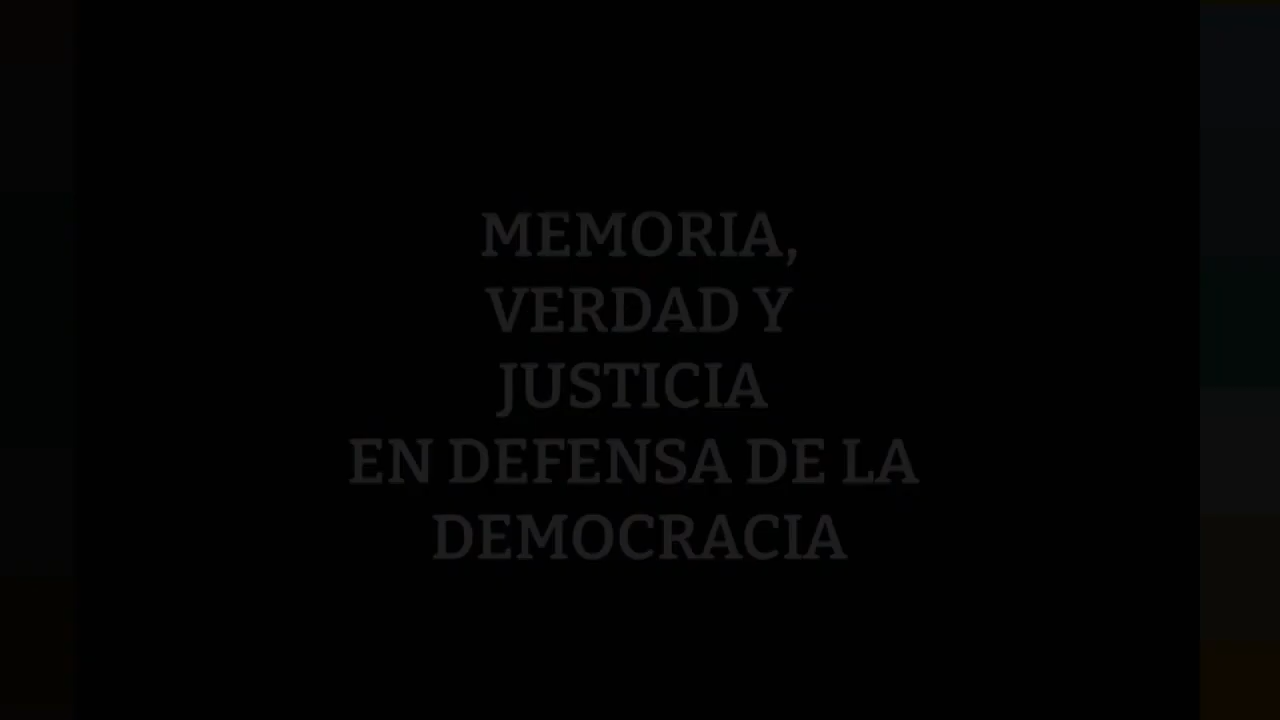 MEMORIA,
VERDAD Y
JUSTICIA
EN DEFENSA DE LA
DEMOCRACIA